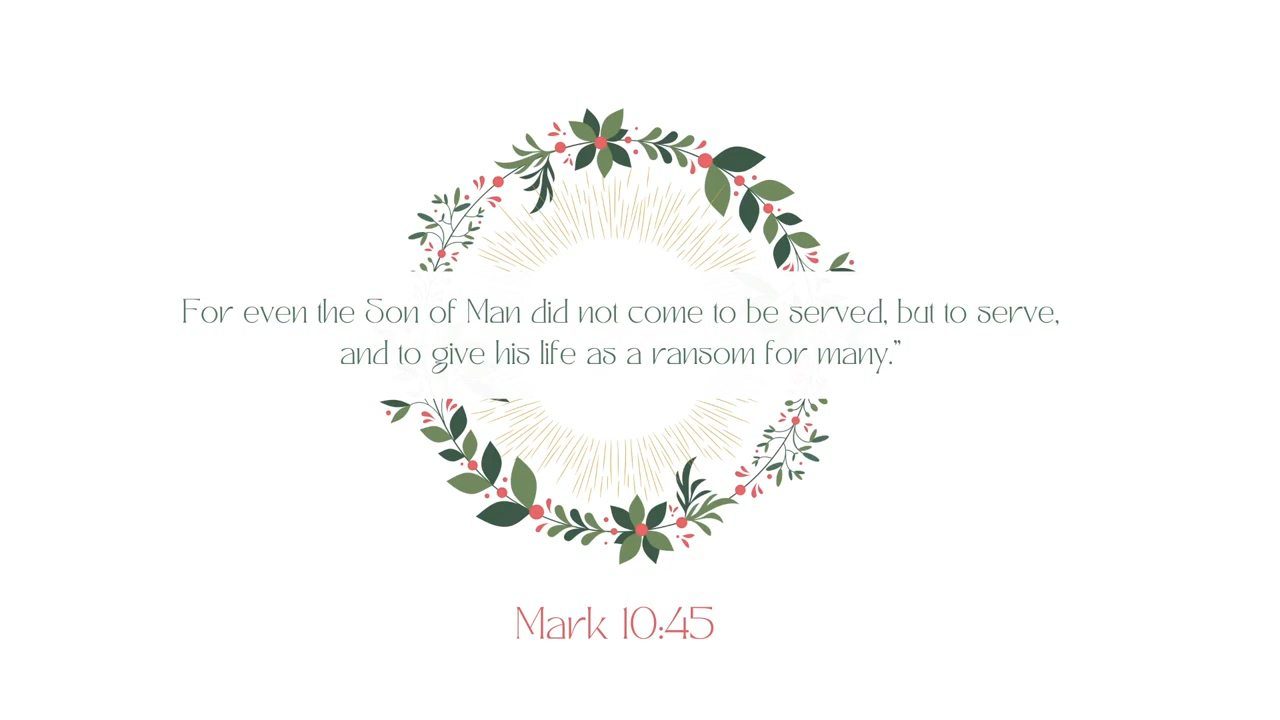 For even the Son of Man did not come to be served, but to serve,
and to give his life as a ransom for many.”
Mark 10:45